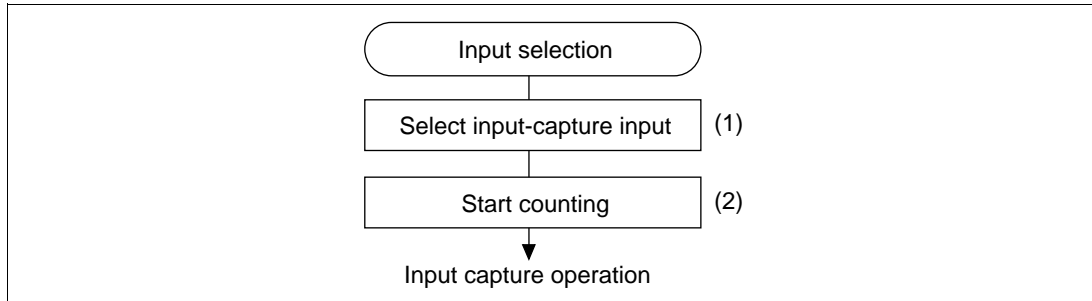 Input selection
Select input-capture input (1)
Start counting (2)
Input capture operation